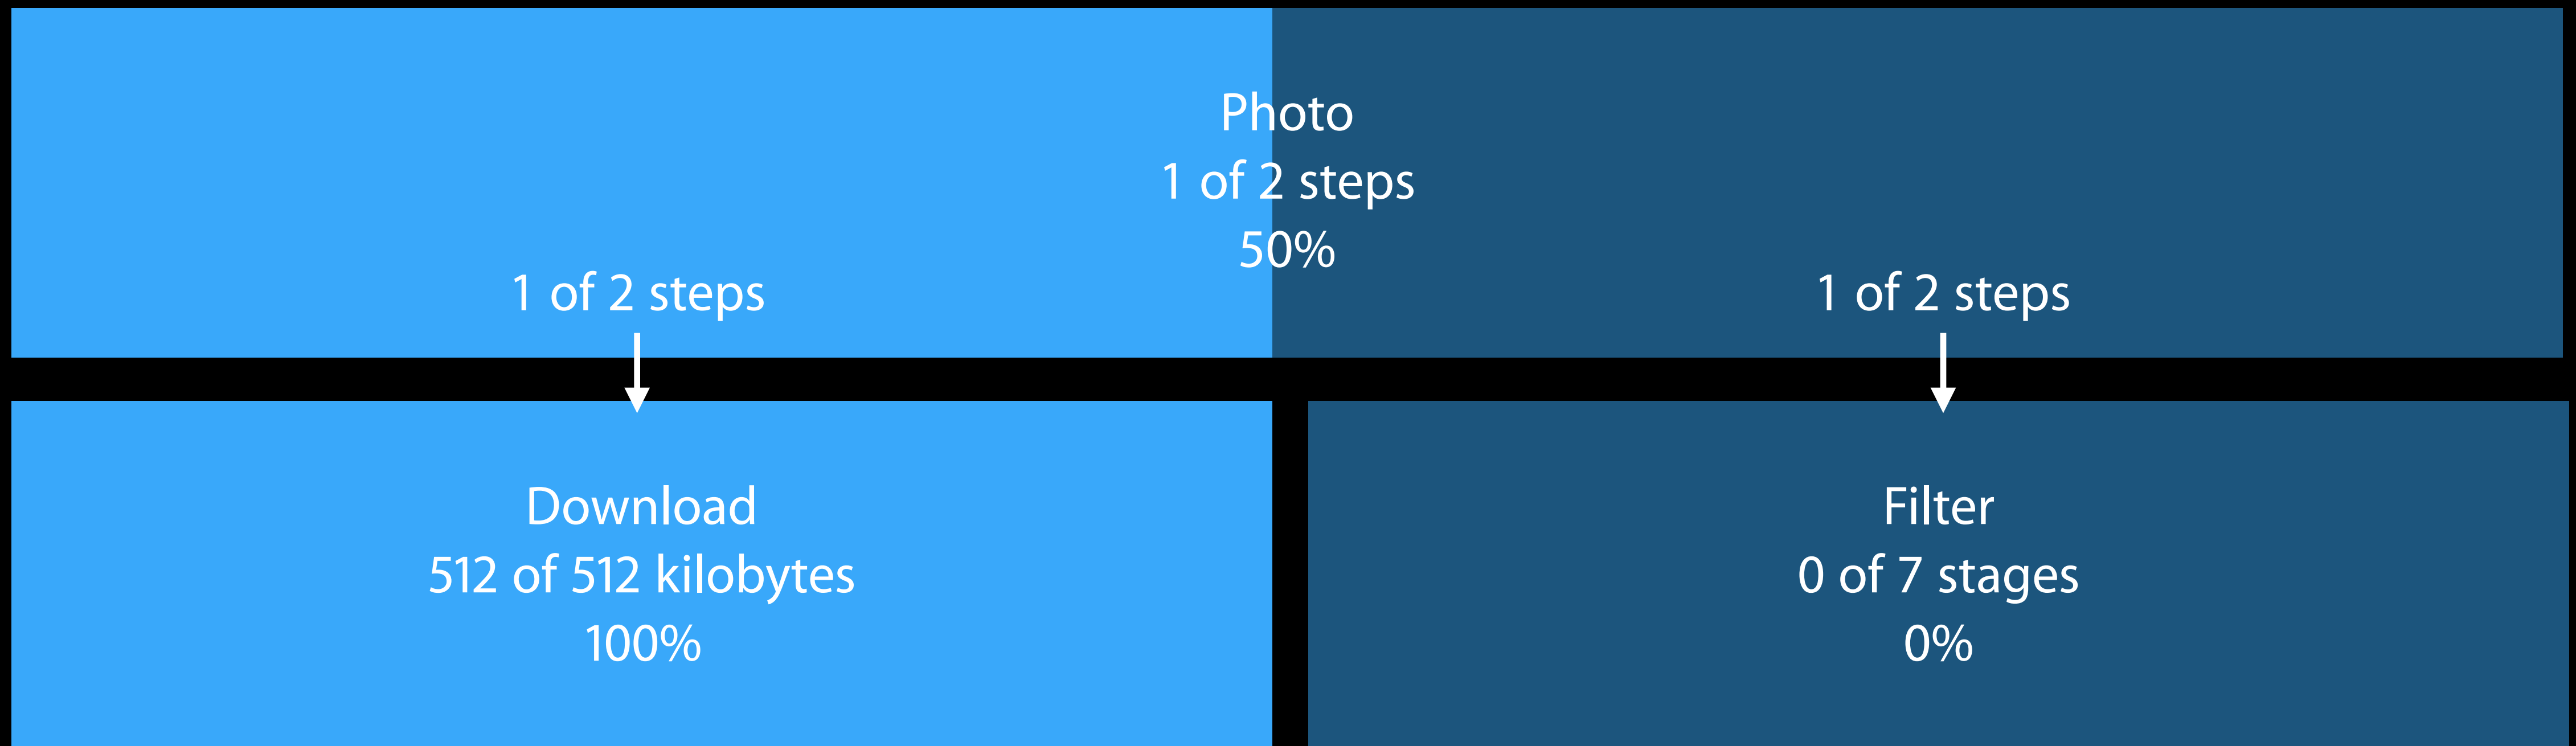 Photo
1 of 2 steps
50%
1 of 2 steps
1 of 2 steps
Download
512 of 512 kilobytes
100%
Filter
0 of 7 stages
0%